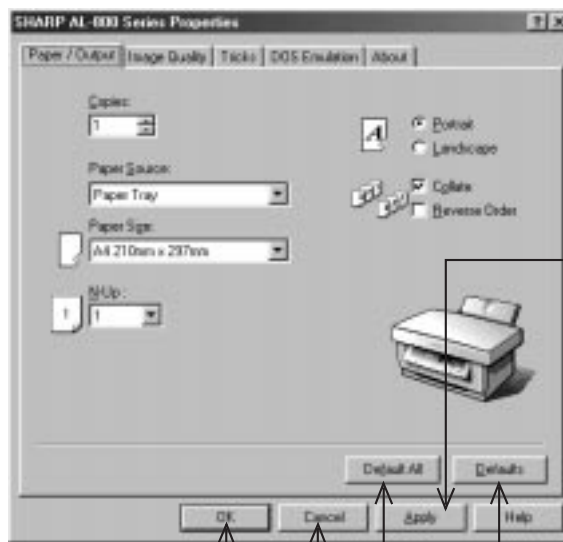 SHARP AL-800 Series Properties
Paper / Output Image Quality Tricks DOS Emulation About
Copies:
1
Portrait
Landscape
Paper Source:
Paper Tray
Collate
Reverse Order
Paper Size:
A4 210mm x 297mm
N-Up :
1
1
A
Default All Defaults
OK Cancel Apply Help